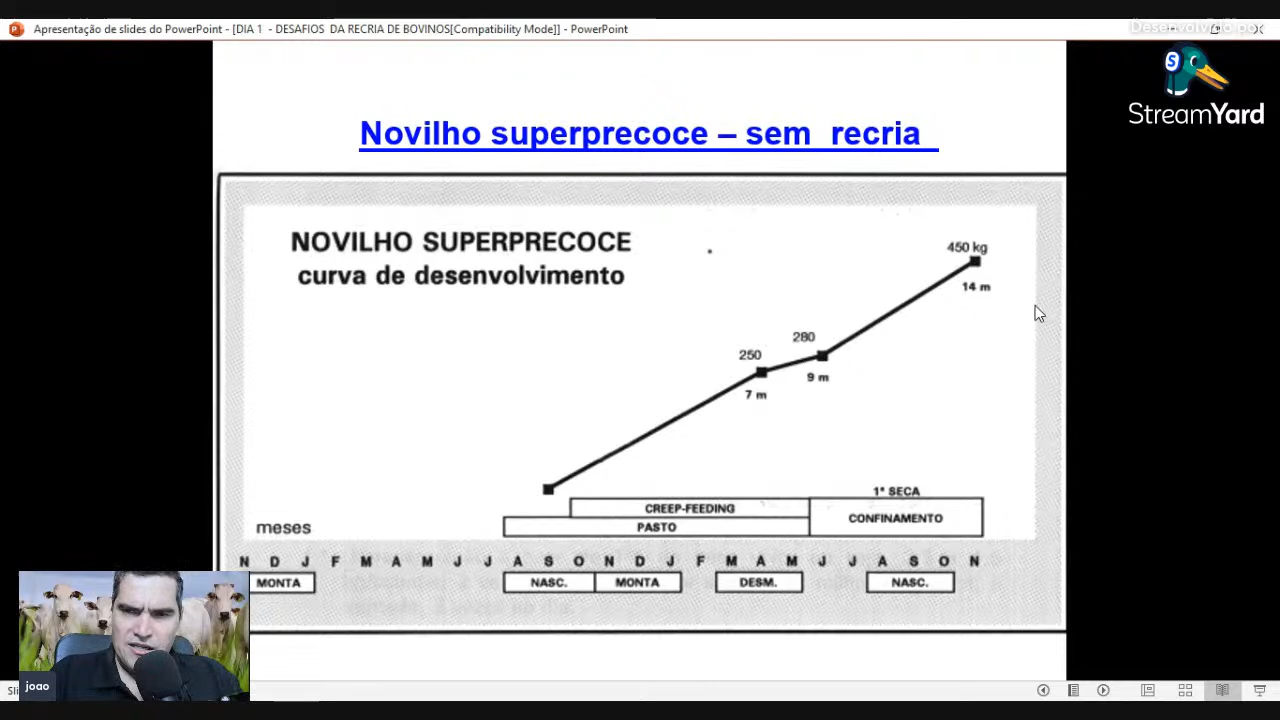 Apresentação de slides do PowerPoint - [DIA 1 - DESAFIOS DA RECRIA DE BOVINOS[Compatibility Mode]] - PowerPoint
Desenvolvido por
StreamYard
Novilho superprecoce – sem recria
NOVILHO SUPERPRECOCE
curva de desenvolvimento
450 kg
14 m
280
250
9 m
7 m
1ª SECA
CREEP-FEEDING
CONFINAMENTO
PASTO
meses
N D J F M A M J J A S O N D J F M A M J J A S O N
MONTA NASC. MONTA DESM. NASC.
joao